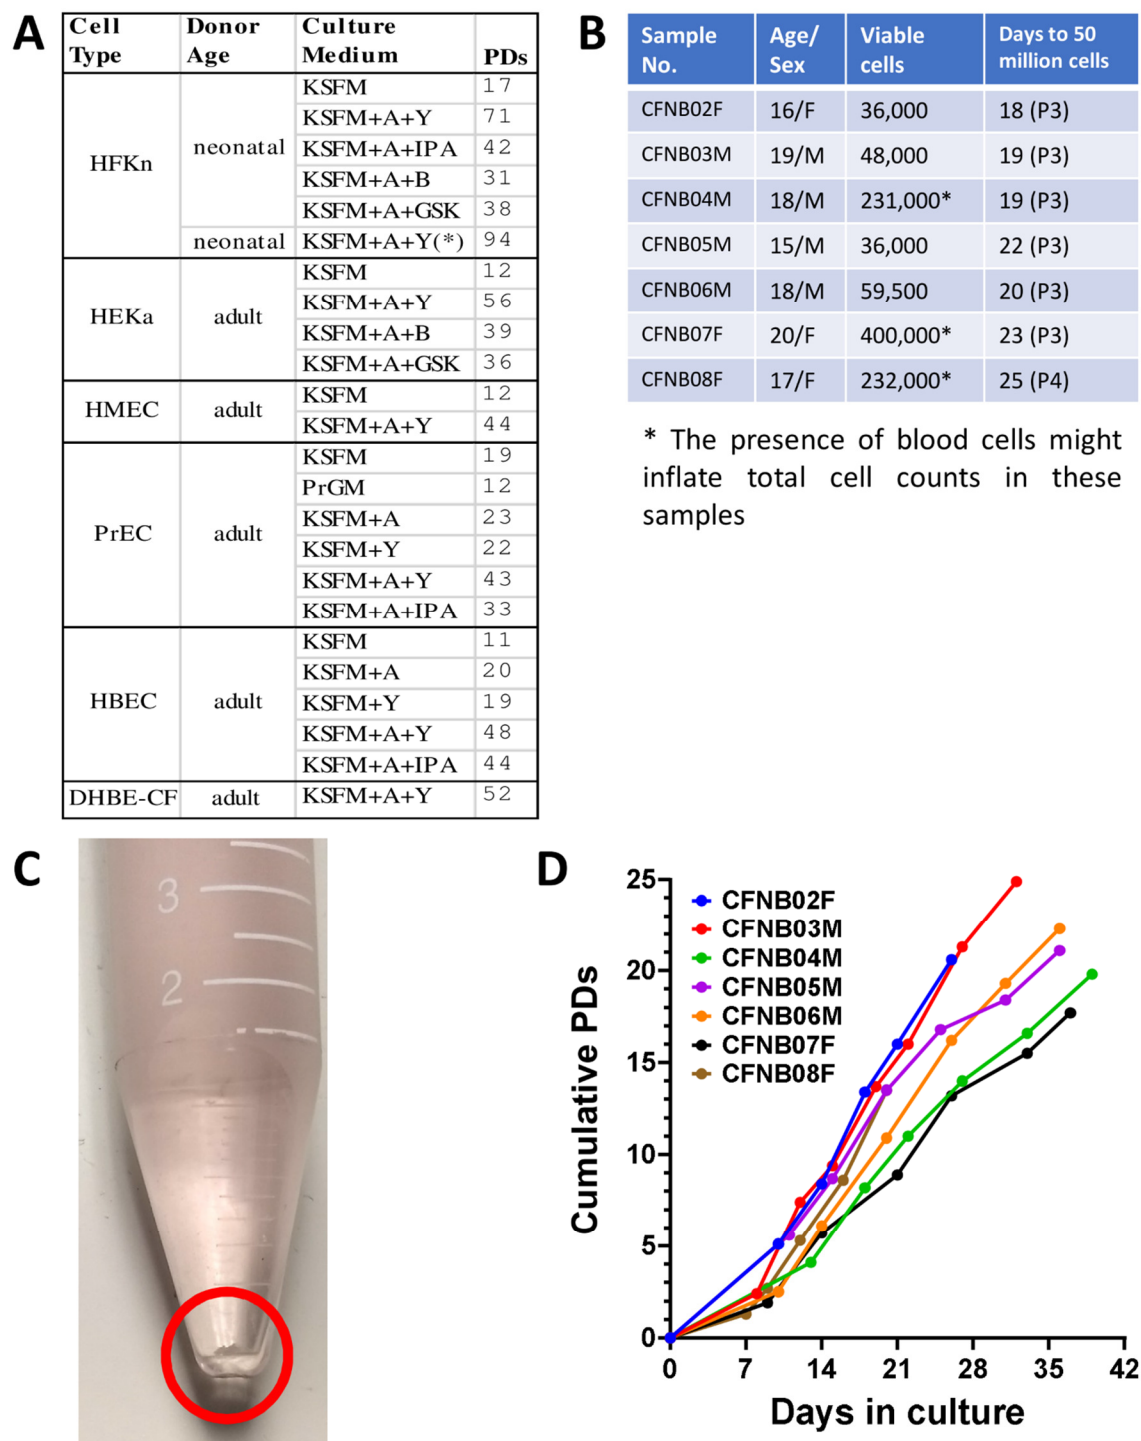 A
Cell Type Donor Age Culture Medium PDs
HFKn neonatal KSFM 17
KSFM+A+Y 71
KSFM+A+IPA 42
KSFM+A+B 31
KSFM+A+GSK 38
neonatal KSFM+A+Y(*) 94
HEKa adult KSFM 12
KSFM+A+Y 56
KSFM+A+B 39
KSFM+A+GSK 36
HMEC adult KSFM 12
KSFM+A+Y 44
PrEC adult KSFM 19
PrGM 12
KSFM+A 23
KSFM+Y 22
KSFM+A+Y 43
KSFM+A+IPA 33
HBEC adult KSFM 11
KSFM+A 20
KSFM+Y 19
KSFM+A+Y 48
KSFM+A+IPA 44
DHBE-CF adult KSFM+A+Y 52
B
Sample No. Age/ Sex Viable cells Days to 50 million cells
CFNB02F 16/F 36,000 18 (P3)
CFNB03M 19/M 48,000 19 (P3)
CFNB04M 18/M 231,000* 19 (P3)
CFNB05M 15/M 36,000 22 (P3)
CFNB06M 18/M 59,500 20 (P3)
CFNB07F 20/F 400,000* 23 (P3)
CFNB08F 17/F 232,000* 25 (P4)
* The presence of blood cells might
inflate total cell counts in these
samples
C
3
2
D
Cumulative PDs
25
20
15
10
5
0
CFNB02F
CFNB03M
CFNB04M
CFNB05M
CFNB06M
CFNB07F
CFNB08F
0 7 14 21 28 35 42
Days in culture